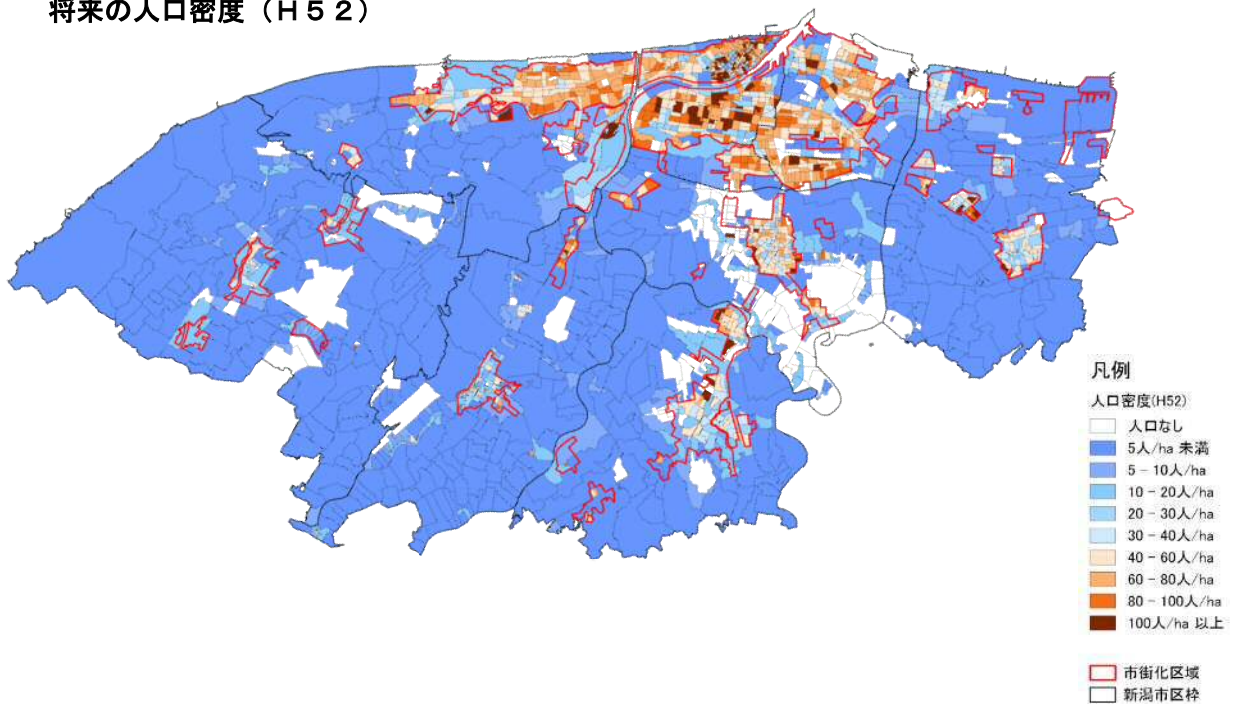 将来の人口密度（Ｈ５２）
凡例
人口密度(H52)
人口なし
5人/ha 未満
5 - 10人/ha
10 - 20人/ha
20 - 30人/ha
30 - 40人/ha
40 - 60人/ha
60 - 80人/ha
80 - 100人/ha
100人/ha 以上
市街化区域
新潟市区枠